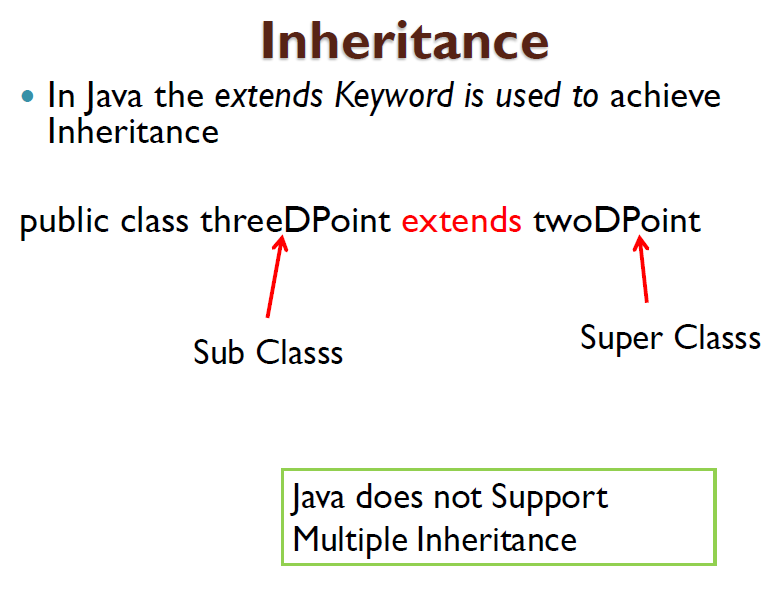 Inheritance
• In Java the extends Keyword is used to achieve
Inheritance
public class threeDPoint extends twoDPoint
Sub Classs
Super Classs
Java does not Support
Multiple Inheritance